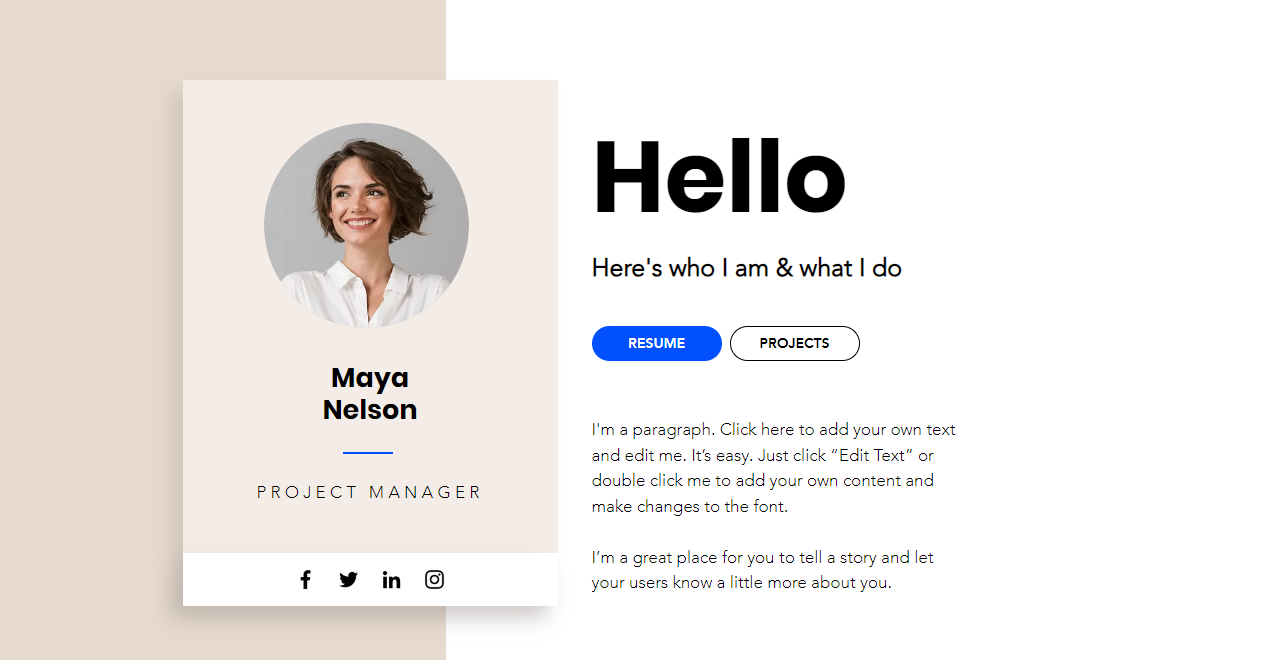 Maya
Nelson
PROJECT MANAGER
Hello
Here's who I am & what I do
RESUME
PROJECTS
I'm a paragraph. Click here to add your own text
and edit me. It’s easy. Just click “Edit Text” or
double click me to add your own content and
make changes to the font.
I’m a great place for you to tell a story and let
your users know a little more about you.